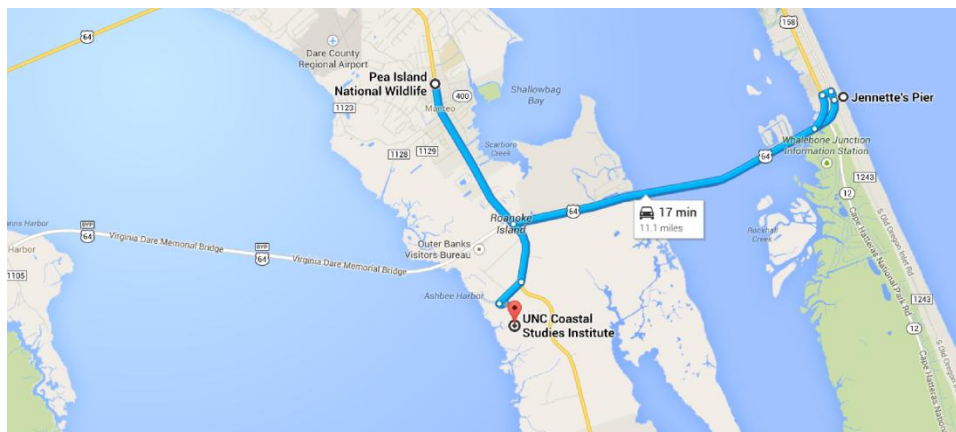 158
64
Dare County
Regional Airport
Pea Island
National Wildlife
400
Manteo
Shallowbag
Bay
Jennette's Pier
1123
Scarboro
Creek
1128
1129
Whalebone Junction
Information Station
64
1243
12
64
Roanoke
Island
17 min
11.1 miles
Cape Hatteras National Park Rd
S Old Oregon Inlet Rd
Harbor
BYP
64
Virginia Dare Memorial Bridge
BYP
64
Virginia Dare Memorial Bridge
Outer Banks
Visitors Bureau
Creek
1105
Ashbee Harbor
1243
UNC Coastal
Studies Institute
12
S Old Oregon Inlet Rd
Cape Hatteras National Park Rd